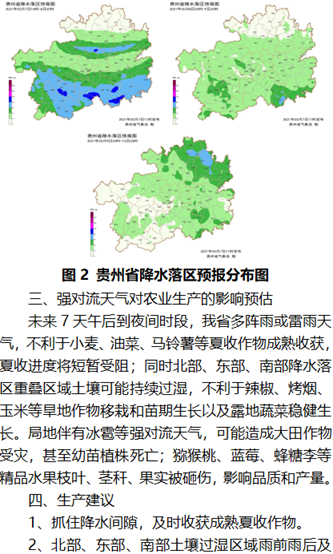 贵州省降水落区预报图
贵州省降水落区预报图
贵州省降水落区预报图
图 2 贵州省降水落区预报分布图
三、强对流天气对农业生产的影响预估
未来 7 天午后到夜间时段，我省多阵雨或雷雨天
气，不利于小麦、油菜、马铃薯等夏收作物成熟收获，
夏收进度将短暂受阻；同时北部、东部、南部降水落
区重叠区域土壤可能持续过湿，不利于辣椒、烤烟、
玉米等旱地作物移栽和苗期生长以及露地蔬菜稳健生
长。局地伴有冰雹等强对流天气，可能造成大田作物
受灾，甚至幼苗植株死亡；猕猴桃、蓝莓、蜂糖李等
精品水果枝叶、茎秆、果实被砸伤，影响品质和产量。
四、生产建议
1、抓住降水间隙，及时收获成熟夏收作物。
2、北部、东部、南部土壤过湿区域雨前雨后及